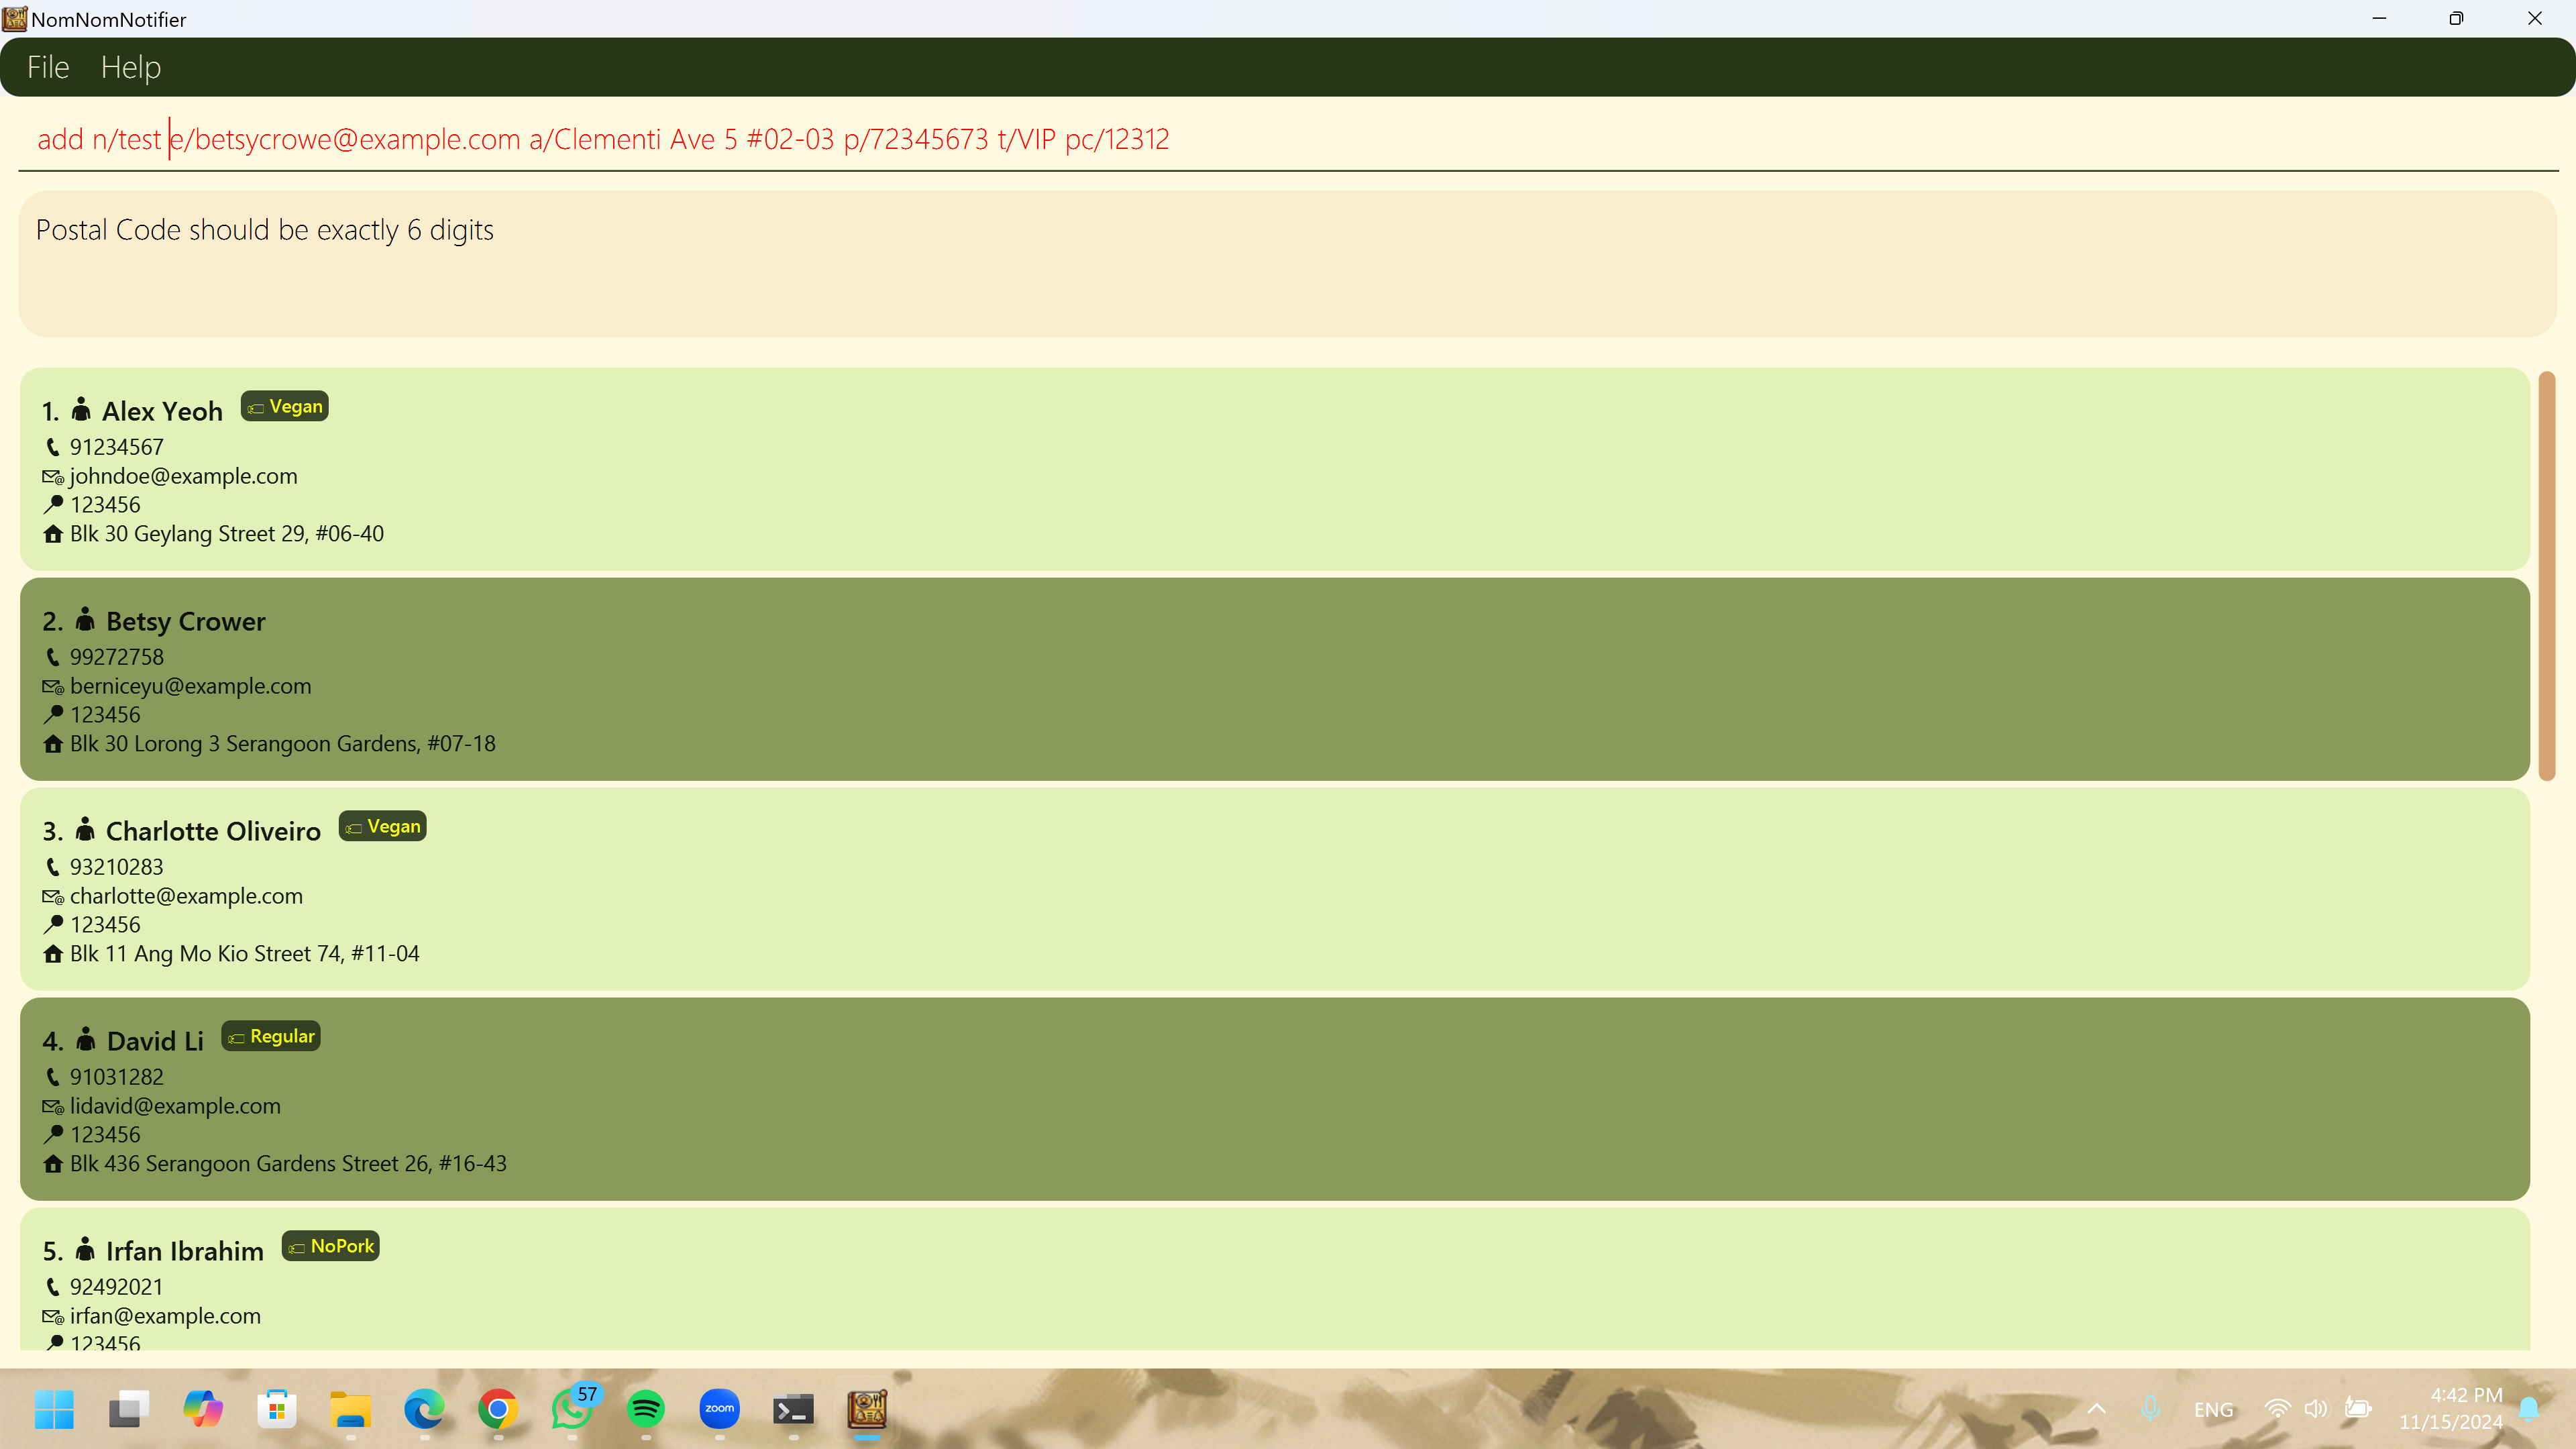 NomNomNotifier
File Help
add n/test e/betsycrowe@example.com a/Clementi Ave 5 #02-03 p/72345673 t/VIP pc/12312
Postal Code should be exactly 6 digits
1. Alex Yeoh Vegan
91234567
johndoe@example.com
123456
Blk 30 Geylang Street 29, #06-40
2. Betsy Crower
99272758
berniceyu@example.com
123456
Blk 30 Lorong 3 Serangoon Gardens, #07-18
3. Charlotte Oliveiro Vegan
93210283
charlotte@example.com
123456
Blk 11 Ang Mo Kio Street 74, #11-04
4. David Li Regular
91031282
lidavid@example.com
123456
Blk 436 Serangoon Gardens Street 26, #16-43
5. Irfan Ibrahim NoPork
92492021
irfan@example.com
123456
57
zoom
ENG
4:42 PM
11/15/2024